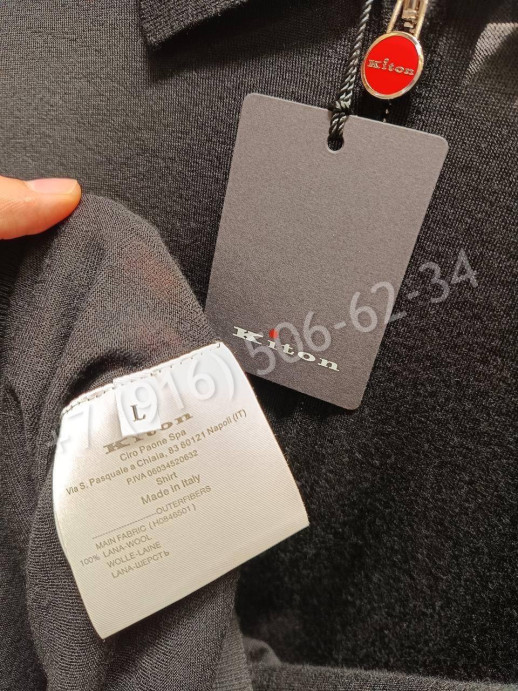 Kiton
Kiton
+7 (916) 506-62-34
L
Kiton
Ciro Paone Spa
Via S. Pasquale a Chiaia, 83 80121 Napoli (IT)
P.IVA 06034520632
Shirt
Made in Italy
OUTERFIBERS
MAIN FABRIC (H0846501)
100% LANA-WOOL
WOLLE-LAINE
LANA-ШЕРСТЬ